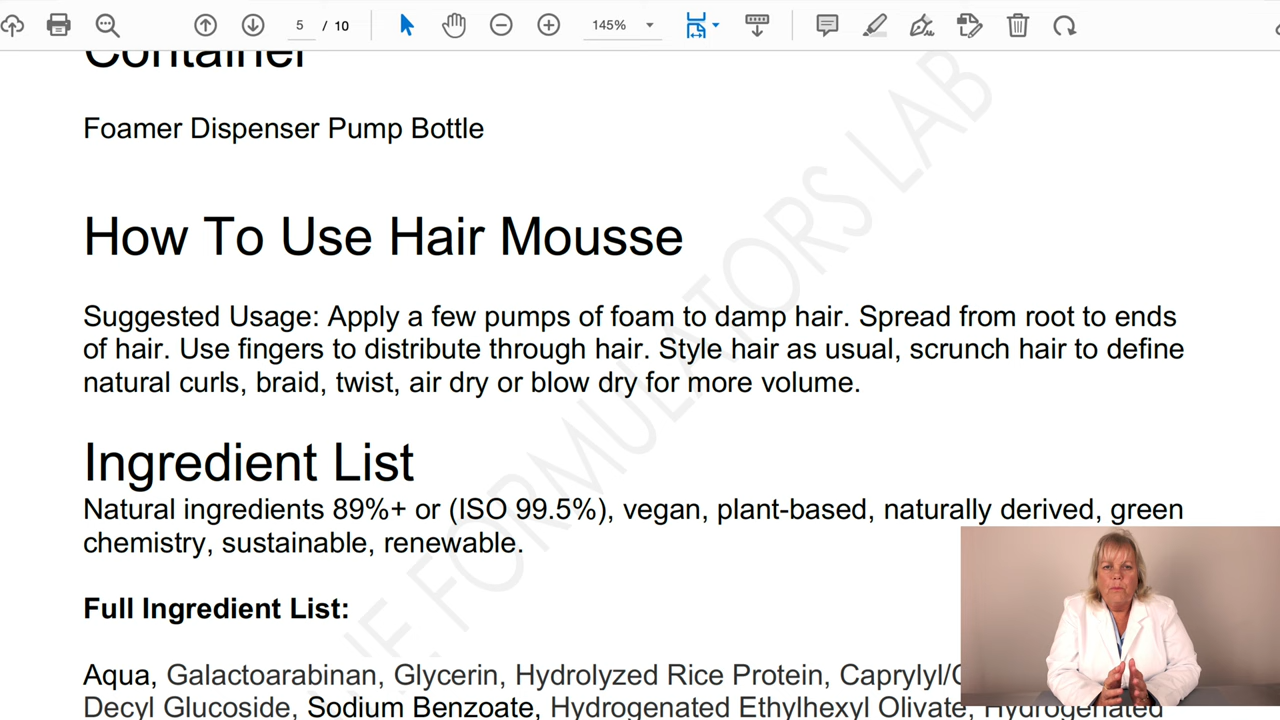 5 / 10
145%
Container
Foamer Dispenser Pump Bottle
How To Use Hair Mousse
Suggested Usage: Apply a few pumps of foam to damp hair. Spread from root to ends
of hair. Use fingers to distribute through hair. Style hair as usual, scrunch hair to define
natural curls, braid, twist, air dry or blow dry for more volume.
Ingredient List
Natural ingredients 89%+ or (ISO 99.5%), vegan, plant-based, naturally derived, green
chemistry, sustainable, renewable.
Full Ingredient List:
Aqua, Galactoarabinan, Glycerin, Hydrolyzed Rice Protein, Caprylyl/
Decyl Glucoside, Sodium Benzoate, Hydrogenated Ethylhexyl Olivate, Hydrogenated
FORMULATORS LAB